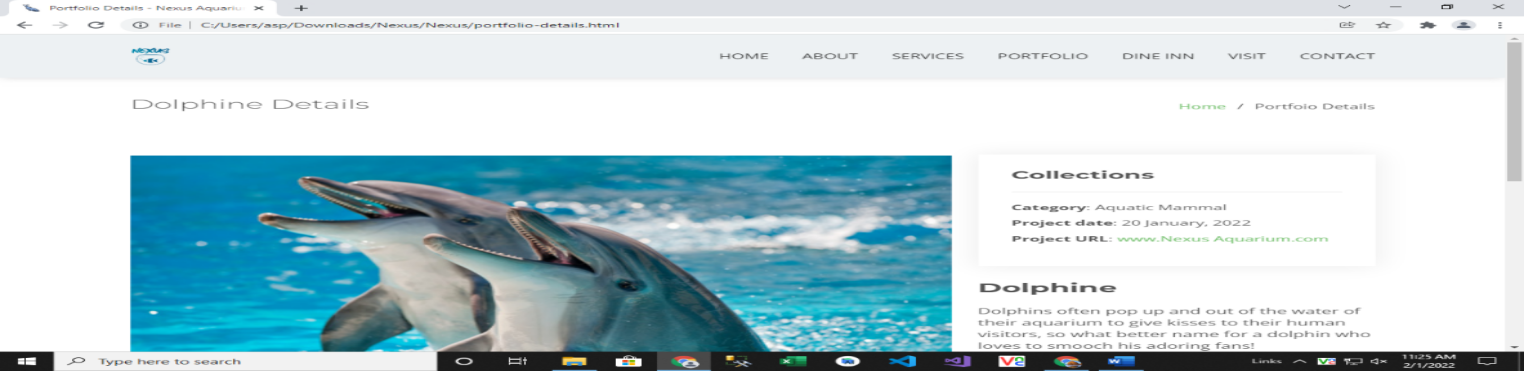 Portfolio Details - Nexus Aquariu
File | C:/Users/asp/Downloads/Nexus/Nexus/portfolio-details.html
NEXUS
HOME ABOUT SERVICES PORTFOLIO DINE INN VISIT CONTACT
Dolphine Details
Home / Portfoio Details
Collections
Category: Aquatic Mammal
Project date: 20 January, 2022
Project URL: www.Nexus Aquarium.com
Dolphine
Dolphins often pop up and out of the water of
their aquarium to give kisses to their human
visitors, so what better name for a dolphin who
loves to smooch his adoring fans!
Type here to search
Links
11:25 AM
2/1/2022